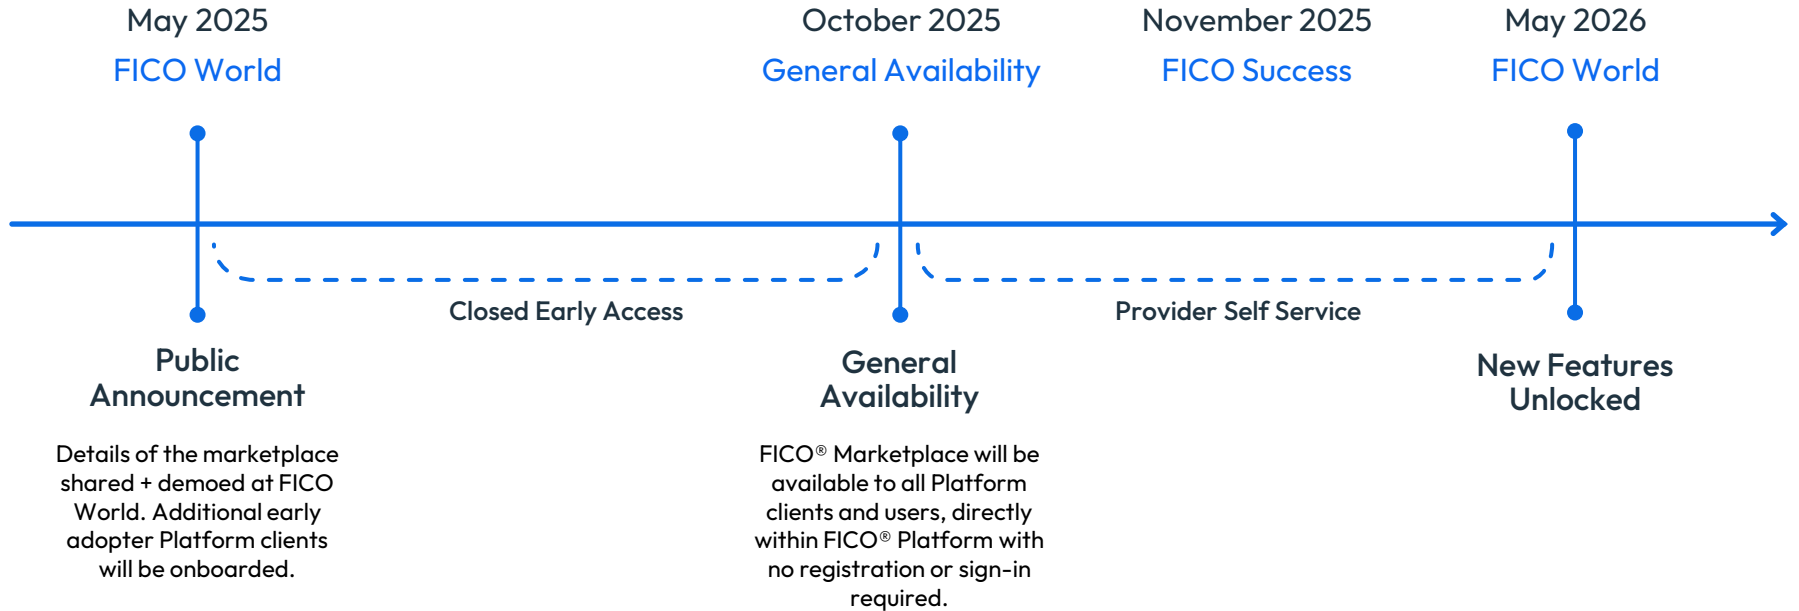 May 2025
FICO World
October 2025
General Availability
November 2025
FICO Success
May 2026
FICO World
Closed Early Access
Provider Self Service
Public
Announcement
Details of the marketplace
shared + demoed at FICO
World. Additional early
adopter Platform clients
will be onboarded.
General
Availability
FICO® Marketplace will be
available to all Platform
clients and users, directly
within FICO® Platform with
no registration or sign-in
required.
New Features
Unlocked